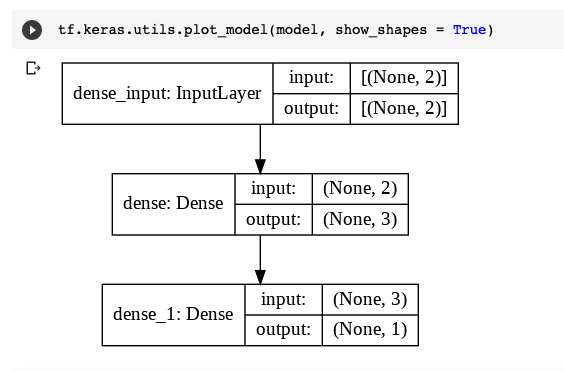 tf.keras.utils.plot_model(model, show_shapes = True)
dense_input: InputLayer
input: [(None, 2)]
output: [(None, 2)]
dense: Dense
input: (None, 2)
output: (None, 3)
dense_1: Dense
input: (None, 3)
output: (None, 1)